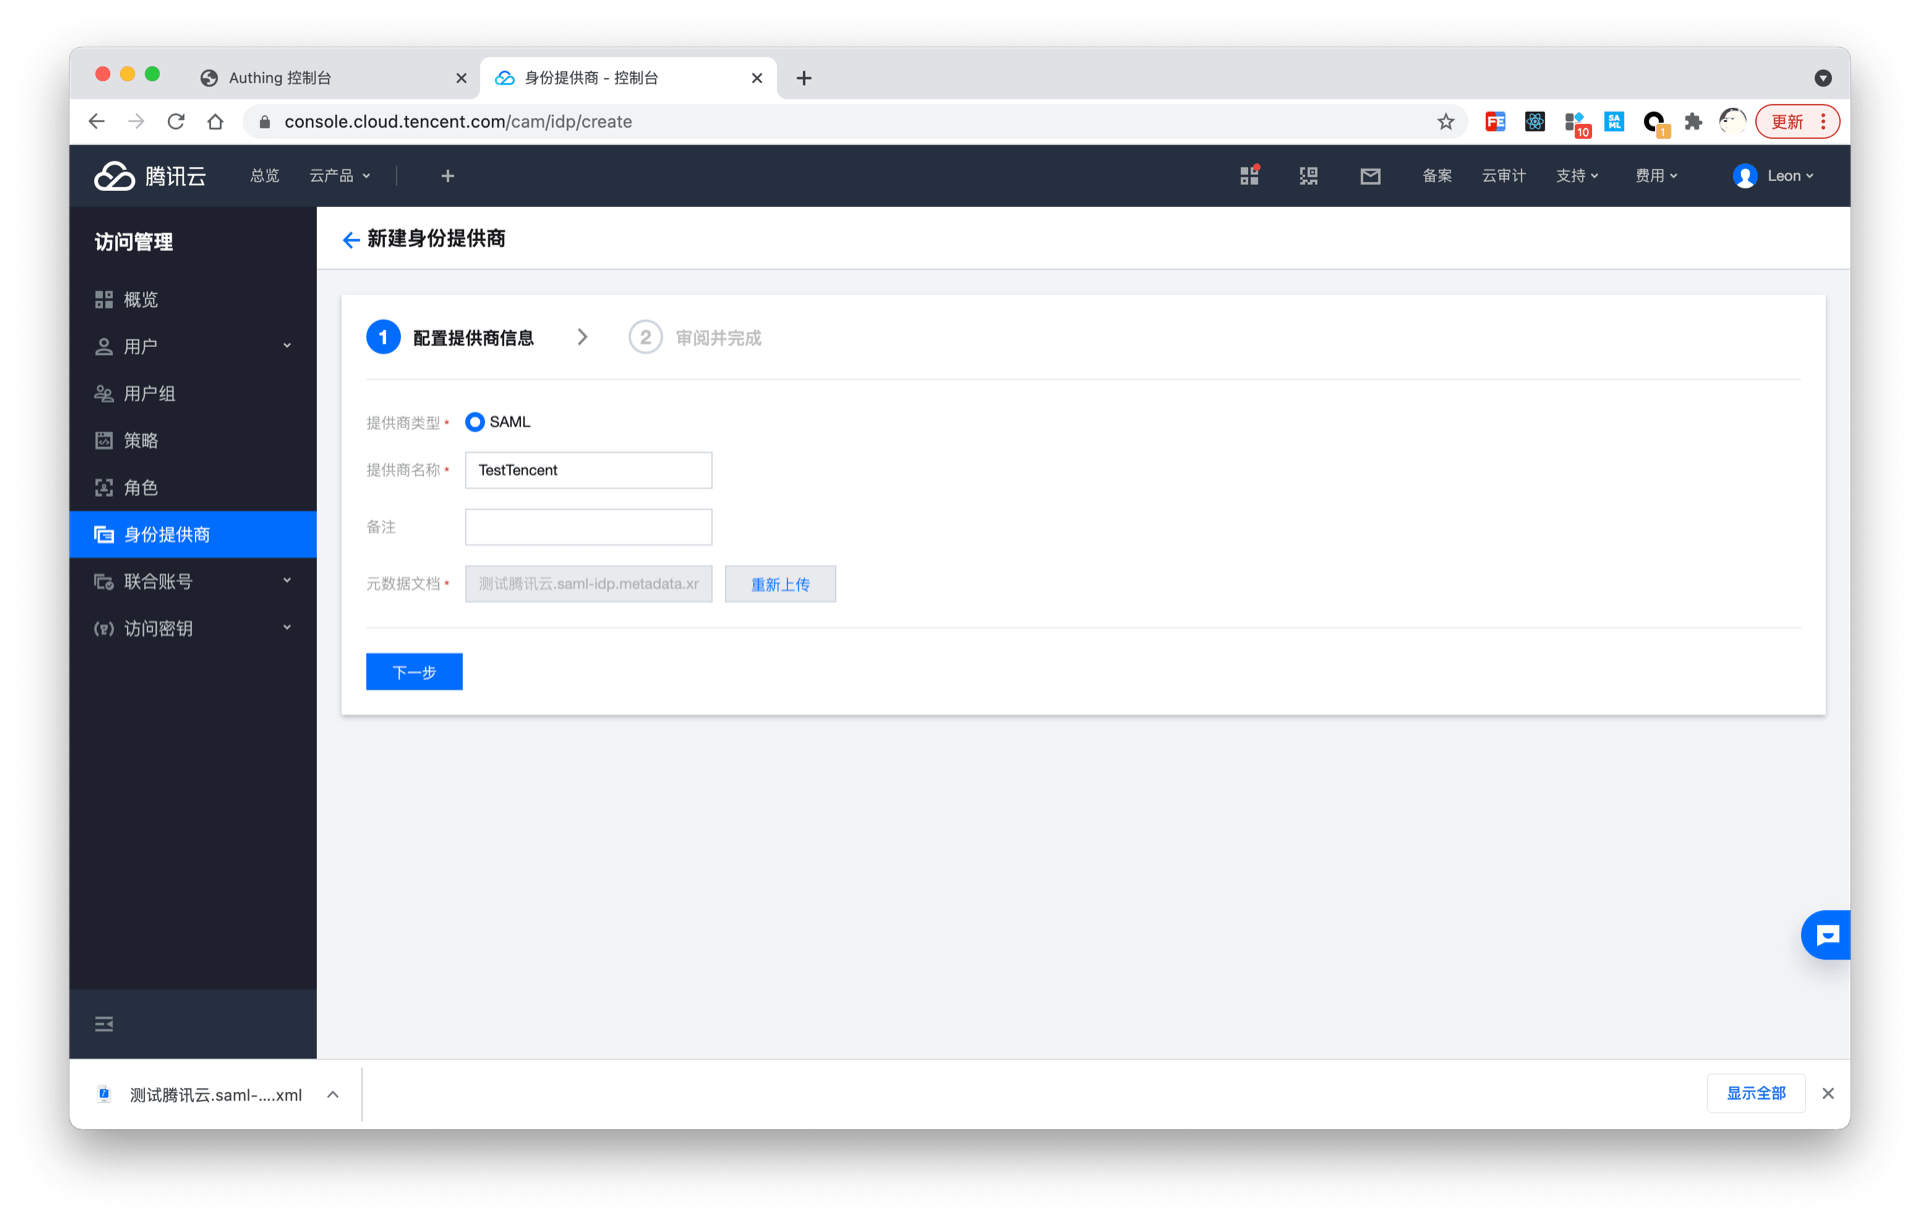 Authing 控制台
身份提供商 - 控制台
console.cloud.tencent.com/cam/idp/create
10
SA
ML
1
更新
腾讯云
总览
云产品
备案
云审计
支持
费用
Leon
访问管理
概览
用户
用户组
策略
角色
身份提供商
联合账号
访问密钥
新建身份提供商
1 配置提供商信息
2 审阅并完成
提供商类型* SAML
提供商名称* TestTencent
备注
元数据文档* 测试腾讯云.saml-idp.metadata.xr 重新上传
下一步
测试腾讯云.saml-....xml
显示全部